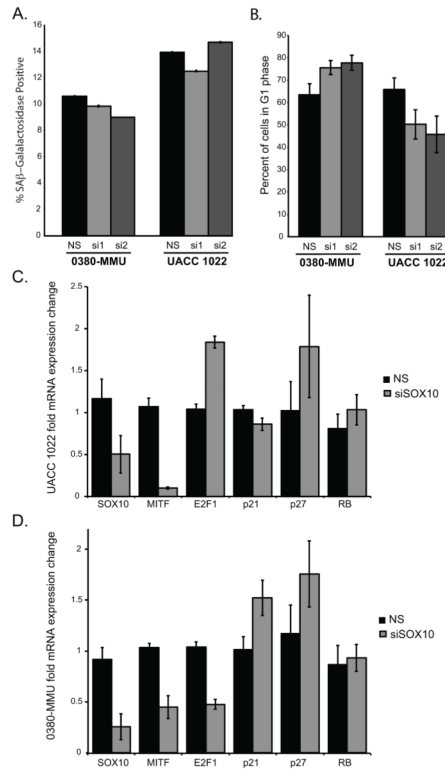 A.
% SAβ–Galalactosidase Positive
16
14
12
10
8
6
4
2
0
NS si1 si2 NS si1 si2
0380-MMU UACC 1022
B.
Percent of cells in G1 phase
90
80
70
60
50
40
30
20
10
0
NS si1 si2 NS si1 si2
0380-MMU UACC 1022
C.
UACC 1022 fold mRNA expression change
2.5
2
1.5
1
0.5
0
SOX10 MITF E2F1 p21 p27 RB
NS
siSOX10
D.
0380-MMU fold mRNA expression change
2
1.5
1
0.5
0
SOX10 MITF E2F1 p21 p27 RB
NS
siSOX10